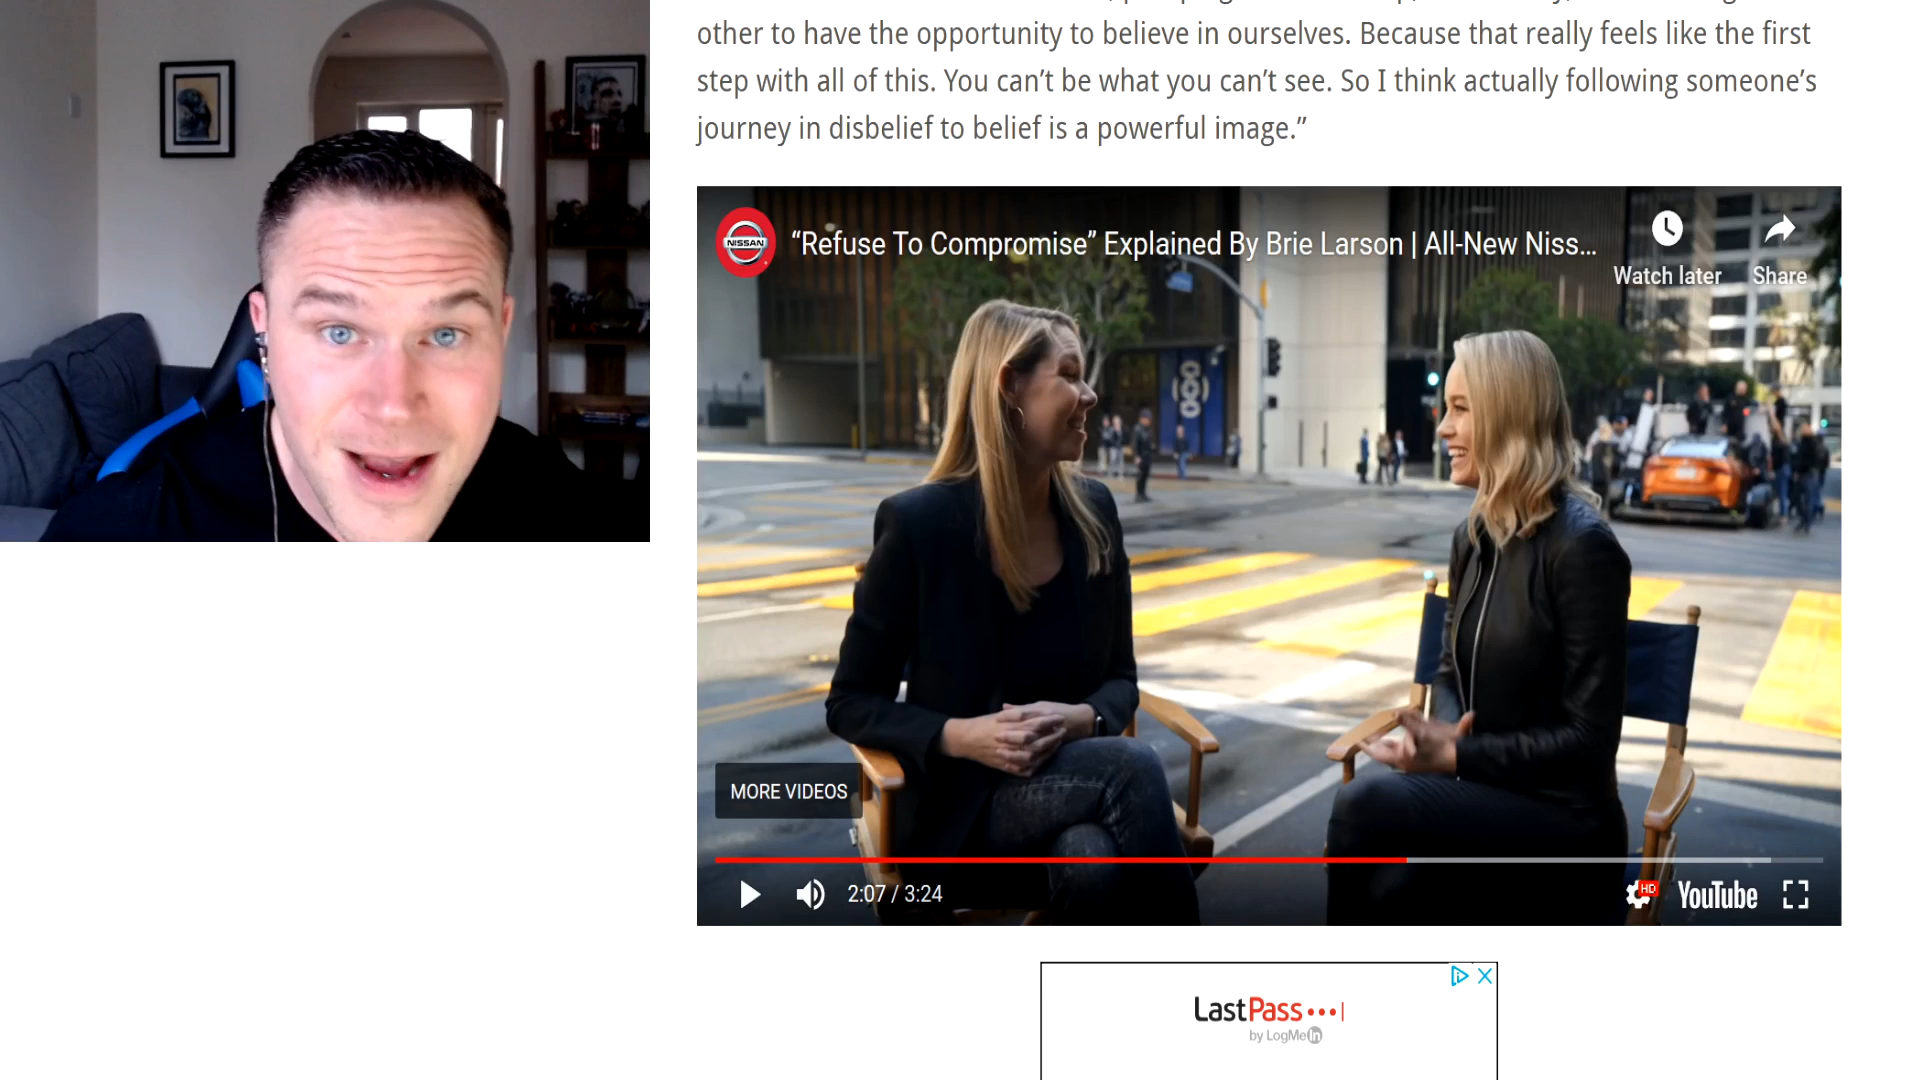 other to have the opportunity to believe in ourselves. Because that really feels like the first
step with all of this. You can’t be what you can’t see. So I think actually following someone’s
journey in disbelief to belief is a powerful image.”
NISSAN
“Refuse To Compromise” Explained By Brie Larson | All-New Niss...
Watch later
Share
MORE VIDEOS
2:07 / 3:24
HD
YouTube
LastPass
by LogMeIn